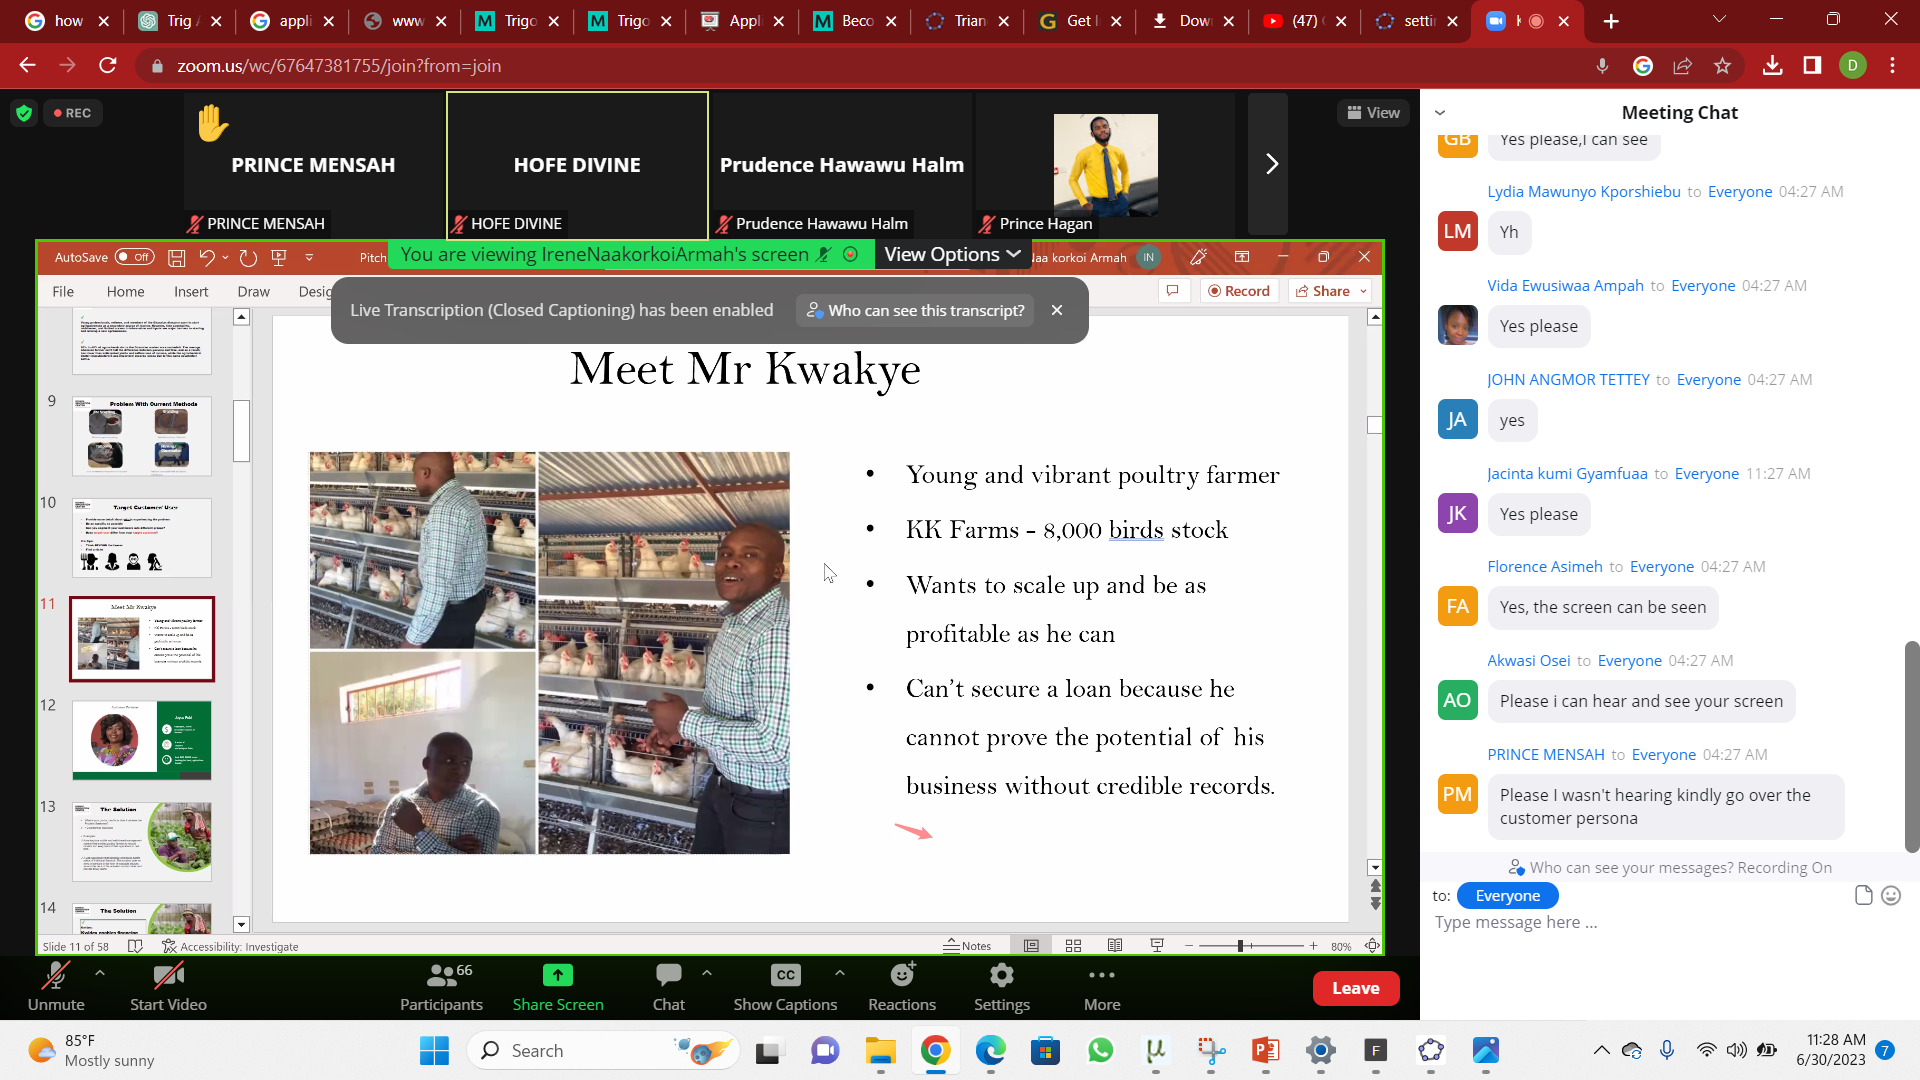 how
Trig
appli
www
Trigo
Trigo
Appl
Beco
Trian
Get I
Dow
(47)
setti
zoom.us/wc/67647381755/join?from=join
D
REC
PRINCE MENSAH
HOFE DIVINE
Prudence Hawawu Halm
View
PRINCE MENSAH
HOFE DIVINE
Prudence Hawawu Halm
Prince Hagan
AutoSave Off
Pitch
You are viewing IreneNaakorkoiArmah's screen
View Options
Naa korkoi Armah IN
File Home Insert Draw Desig
Record Share
Live Transcription (Closed Captioning) has been enabled
Who can see this transcript?
9
Problem With Current Methods
10
Target Customer/ User
11
Meet Mr Kwakye
12
13
The Solution
14
The Solution
Meet Mr Kwakye
• Young and vibrant poultry farmer
• KK Farms - 8,000 birds stock
• Wants to scale up and be as
profitable as he can
• Can't secure a loan because he
cannot prove the potential of his
business without credible records.
Slide 11 of 58
Accessibility: Investigate
Notes
80%
Unmute
Start Video
66
Participants
Share Screen
Chat
CC
Show Captions
Reactions
Settings
More
Leave
Meeting Chat
GB
Yes please,I can see
Lydia Mawunyo Kporshiebu to Everyone 04:27 AM
LM
Yh
Vida Ewusiwaa Ampah to Everyone 04:27 AM
Yes please
JOHN ANGMOR TETTEY to Everyone 04:27 AM
JA
yes
Jacinta kumi Gyamfuaa to Everyone 11:27 AM
JK
Yes please
Florence Asimeh to Everyone 04:27 AM
FA
Yes, the screen can be seen
Akwasi Osei to Everyone 04:27 AM
AO
Please i can hear and see your screen
PRINCE MENSAH to Everyone 04:27 AM
PM
Please I wasn't hearing kindly go over the
customer persona
Who can see your messages? Recording On
to: Everyone
Type message here ...
85°F
Mostly sunny
Search
11:28 AM
6/30/2023
7